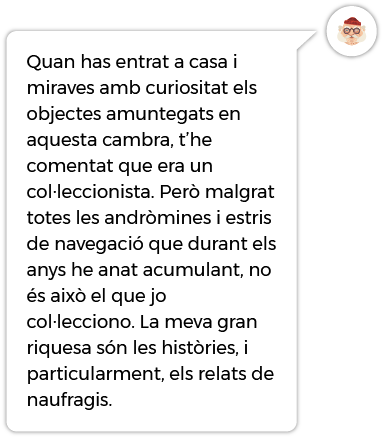 Quan has entrat a casa i
miraves amb curiositat els
objectes amuntegats en
aquesta cambra, t’he
comentat que era un
col·leccionista. Però malgrat
totes les andròmines i estris
de navegació que durant els
anys he anat acumulant, no
és això el que jo
col·lecciono. La meva gran
riquesa són les històries, i
particularment, els relats de
naufragis.